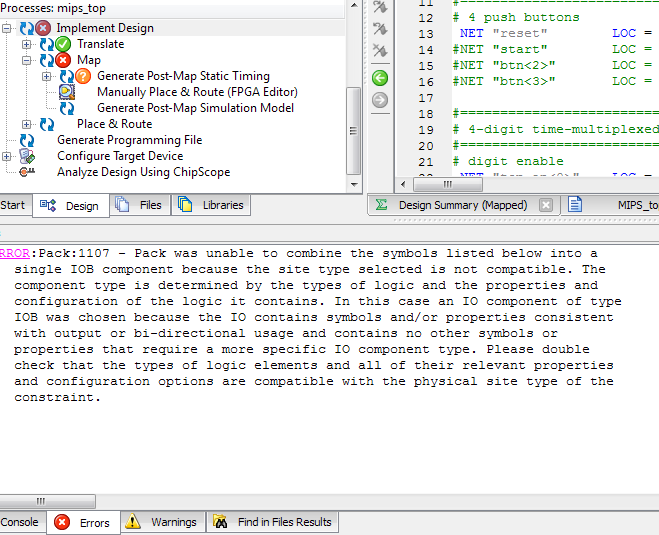 Processes: mips_top
Implement Design
Translate
Map
Generate Post-Map Static Timing
Manually Place & Route (FPGA Editor)
Generate Post-Map Simulation Model
Place & Route
Generate Programming File
Configure Target Device
Analyze Design Using ChipScope
Start
Design
Files
Libraries
11 #==============================
12 # 4 push buttons
13 NET "reset" LOC =
14 #NET "start" LOC =
15 #NET "btn<2>" LOC =
16 #NET "btn<3>" LOC =
17
18 #==============================
19 # 4-digit time-multiplexed
20 #==============================
21 # digit enable
Design Summary (Mapped)
MIPS_to
RROR:Pack:1107 - Pack was unable to combine the symbols listed below into a
single IOB component because the site type selected is not compatible. The
component type is determined by the types of logic and the properties and
configuration of the logic it contains. In this case an IO component of type
IOB was chosen because the IO contains symbols and/or properties consistent
with output or bi-directional usage and contains no other symbols or
properties that require a more specific IO component type. Please double
check that the types of logic elements and all of their relevant properties
and configuration options are compatible with the physical site type of the
constraint.
Console
Errors
Warnings
Find in Files Results